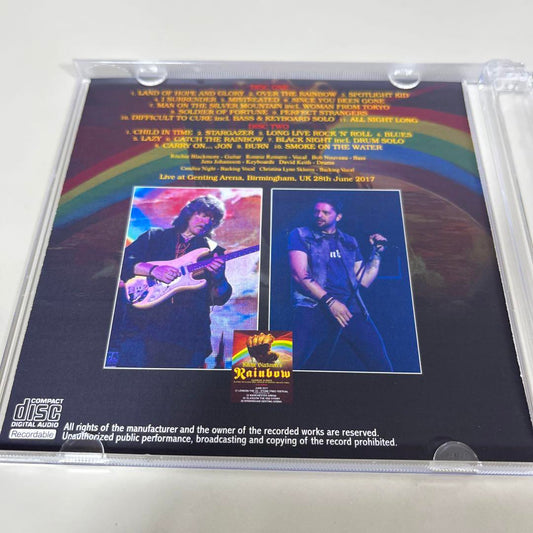 DISC ONE
1. LAND OF HOPE AND GLORY 2. OVER THE RAINBOW 3. SPOTLIGHT KID
4. I SURRENDER 5. MISTREATED 6. SINCE YOU BEEN GONE
7. MAN ON THE SILVER MOUNTAIN incl. WOMAN FROM TOKYO
8. SOLDIER OF FORTUNE 9. PERFECT STRANGERS
10. DIFFICULT TO CURE incl. BASS & KEYBOARD SOLO 11. ALL NIGHT LONG
DISC TWO
1. CHILD IN TIME 2. STARGAZER 3. LONG LIVE ROCK 'N' ROLL 4. BLUES
5. LAZY 6. CATCH THE RAINBOW 7. BLACK NIGHT incl. DRUM SOLO
8. CARRY ON... JON 9. BURN 10. SMOKE ON THE WATER
Ritchie Blackmore - Guitar Ronnie Romero - Vocal Bob Nouveau - Bass
Jens Johansson - Keyboards David Keith - Drums
Candice Night - Backing Vocal Christina Lynn Skleros - Backing Vocal
Live at Genting Arena, Birmingham, UK 28th June 2017
Ritchie Blackmore's
Rainbow
COMPACT
disc
DIGITAL AUDIO
Recordable
All rights of the manufacturer and the owner of the recorded works are reserved.
Unauthorized public performance, broadcasting and copying of the record prohibited.